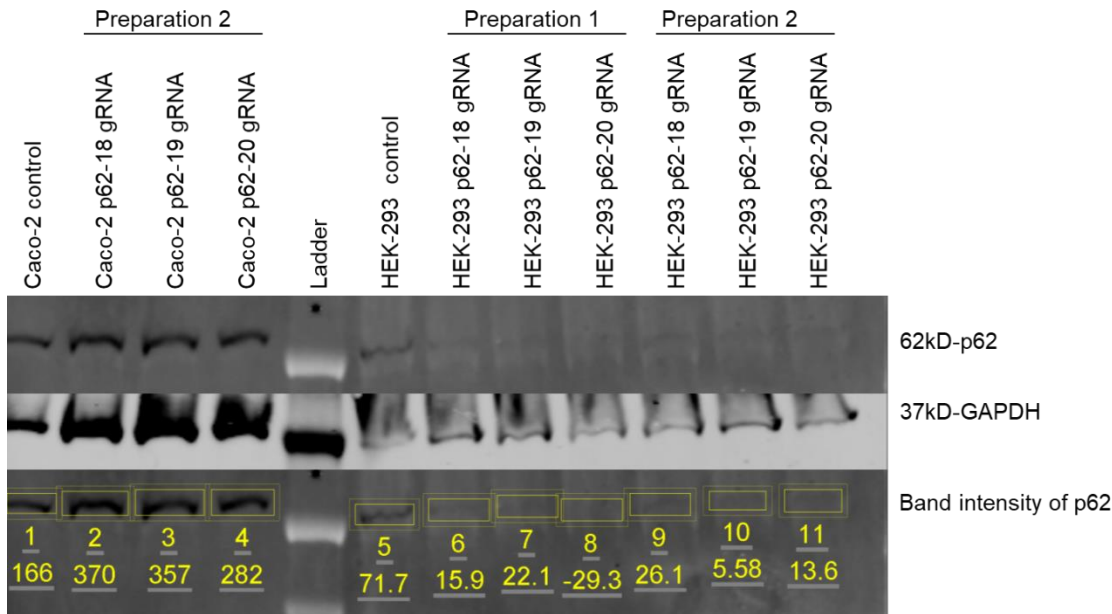 Preparation 2
Preparation 1
Preparation 2
Caco-2 control
Caco-2 p62-18 gRNA
Caco-2 p62-19 gRNA
Caco-2 p62-20 gRNA
Ladder
HEK-293 control
HEK-293 p62-18 gRNA
HEK-293 p62-19 gRNA
HEK-293 p62-20 gRNA
HEK-293 p62-18 gRNA
HEK-293 p62-19 gRNA
HEK-293 p62-20 gRNA
62kD-p62
37kD-GAPDH
Band intensity of p62
1 2 3 4 5 6 7 8 9 10 11
166 370 357 282 71.7 15.9 22.1 -29.3 26.1 5.58 13.6